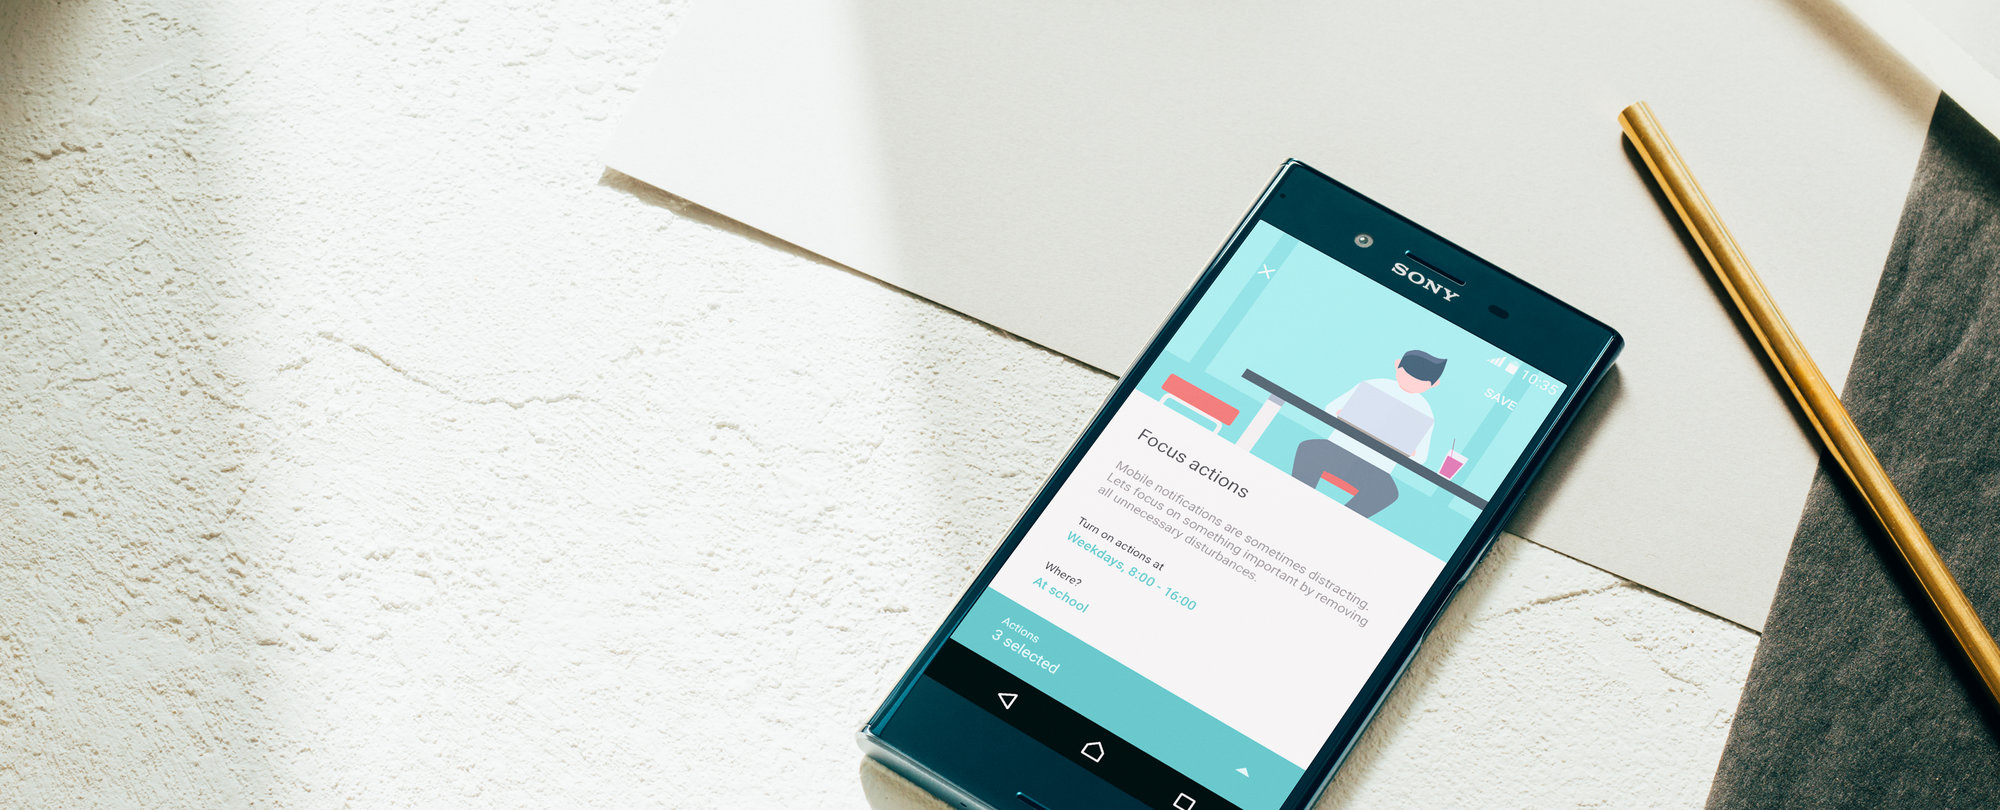 SONY
10:35
SAVE
Focus actions
Mobile notifications are sometimes distracting.
Lets focus on something important by removing
all unnecessary disturbances.
Turn on actions at
Weekdays, 8:00 - 16:00
Where?
At school
Actions
3 selected